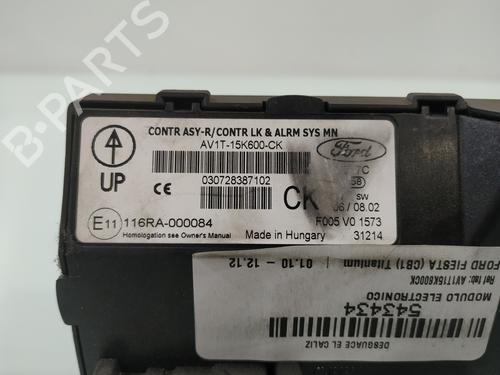 B-PARTS
CONTR ASY-R/CONTR LK & ALRM SYS MN
AV1T-15K600-CK
Ford
UP
CE
030728387102
CK
SW
06 / 08.02
E11 116RA-000084
F005 V0 1573
Homologation see Owner's Manual
Made in Hungary
31214
DESGUACE EL CALIZ
543434
MODULO ELECTRONICO
Ref fab: AV1T15K600CK
FORD FIESTA (CB1) Titanium | 01.10 - 12.12